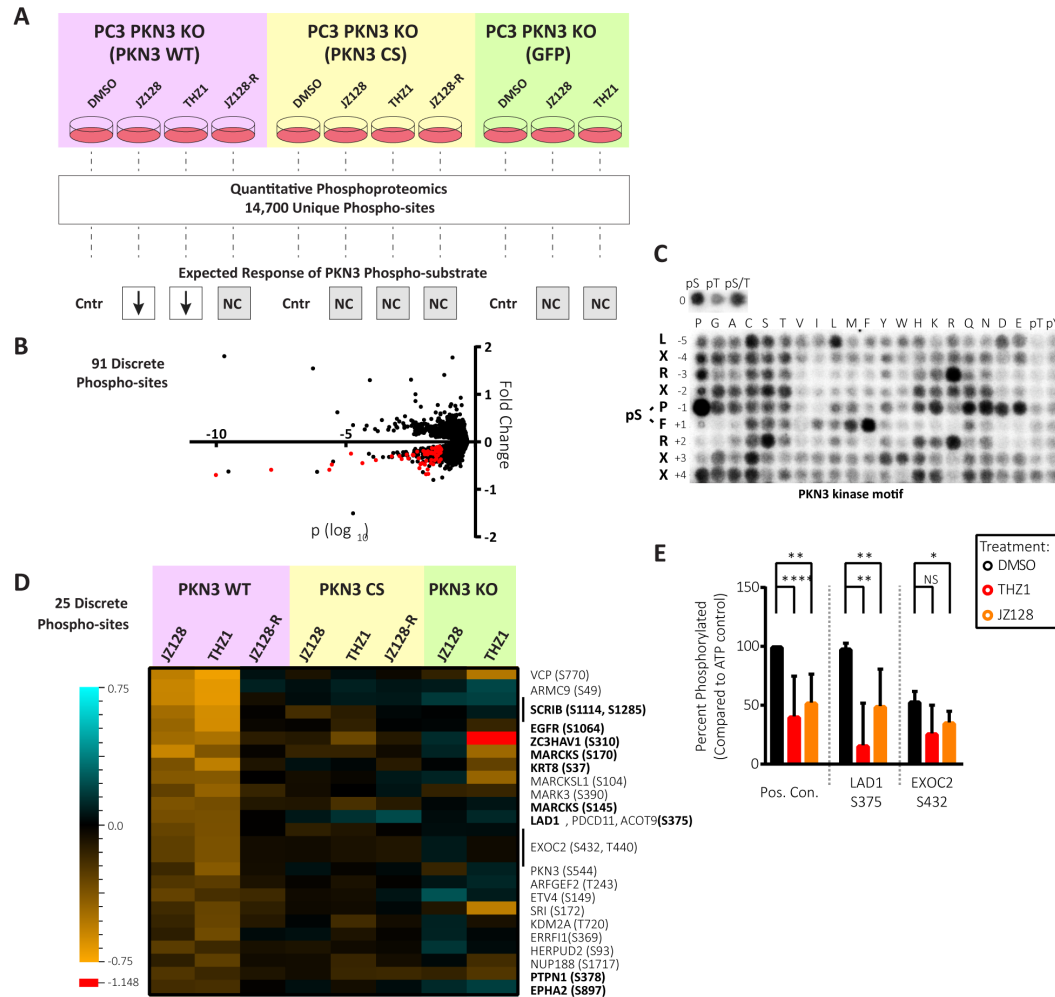 A
PC3 PKN3 KO
(PKN3 WT)
PC3 PKN3 KO
(PKN3 CS)
PC3 PKN3 KO
(GFP)
DMSO JZ128 THZ1 JZ128-R DMSO JZ128 THZ1 JZ128-R DMSO JZ128 THZ1
Quantitative Phosphoproteomics
14,700 Unique Phospho-sites
Expected Response of PKN3 Phospho-substrate
Cntr NC Cntr NC NC NC Cntr NC NC
B
91 Discrete
Phospho-sites
2
1
0
-1
-2
-10 -5
Fold Change
p (log 10)
C
pS pT pS/T
0
P G A C S T V I L M F Y W H K R Q N D E pT pY
L -5
X -4
R -3
X -2
P -1
pS
F +1
R +2
X +3
X +4
PKN3 kinase motif
D
25 Discrete
Phospho-sites
PKN3 WT PKN3 CS PKN3 KO
JZ128 THZ1 JZ128-R JZ128 THZ1 JZ128-R JZ128 THZ1
0.75
0.0
-0.75
-1.148
VCP (S770)
ARMC9 (S49)
SCRIB (S1114, S1285)
EGFR (S1064)
ZC3HAV1 (S310)
MARCKS (S170)
KRT8 (S37)
MARCKSL1 (S104)
MARK3 (S390)
MARCKS (S145)
LAD1 , PDCD11, ACOT9(S375)
EXOC2 (S432, T440)
PKN3 (S544)
ARFGEF2 (T243)
ETV4 (S149)
SRI (S172)
KDM2A (T720)
ERRFI1(S369)
HERPUD2 (S93)
NUP188 (S1717)
PTPN1 (S378)
EPHA2 (S897)
E
Treatment:
DMSO
THZ1
JZ128
Percent Phosphorylated
(Compared to ATP control)
150
100
50
0
** ** *
**** ** NS
Pos. Con. LAD1 EXOC2
S375 S432